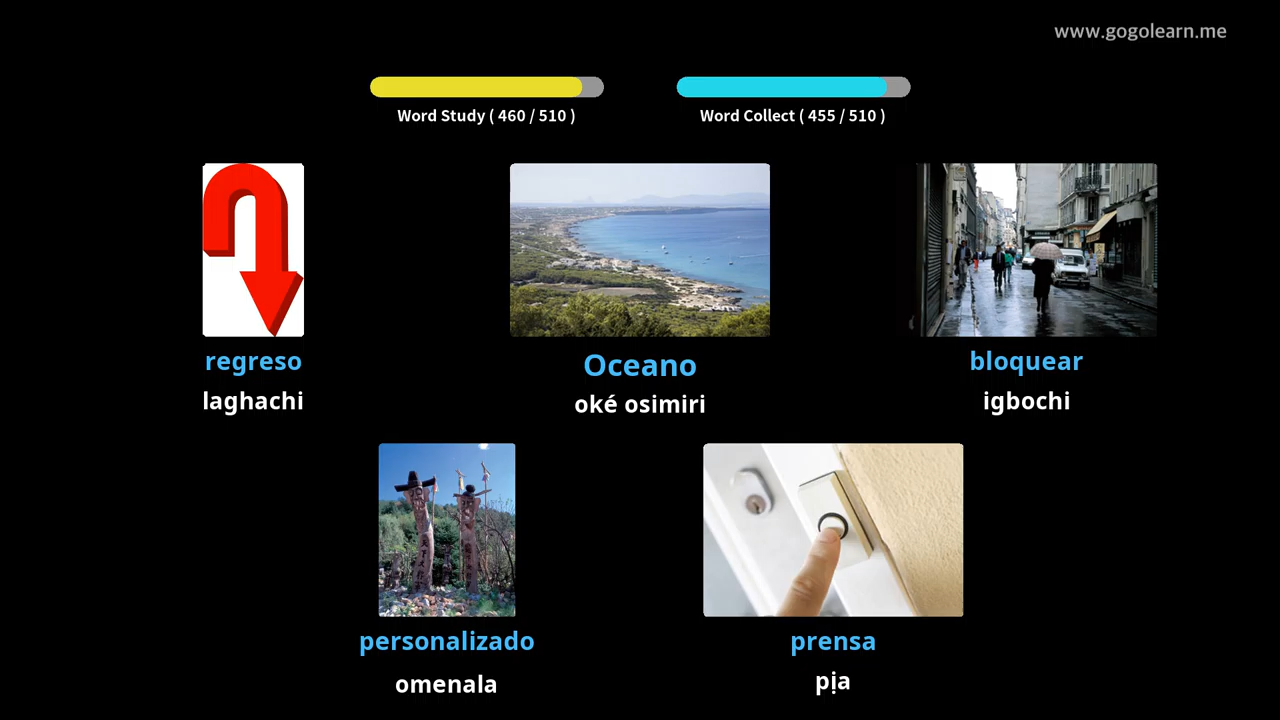 www.gogolearn.me
Word Study ( 460 / 510 )
Word Collect ( 455 / 510 )
regreso
laghachi
Oceano
oké osimiri
bloquear
igbochi
personalizado
omenala
prensa
pịa